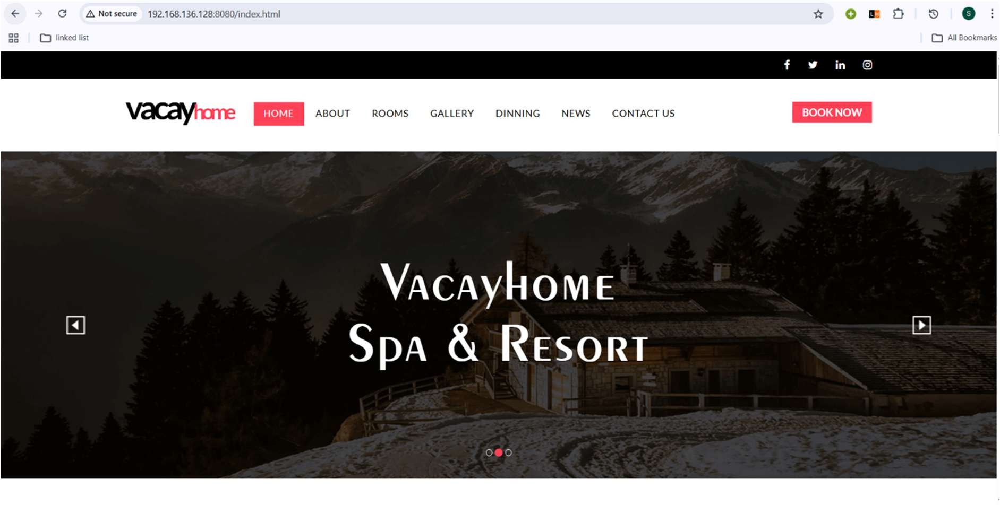 Not secure 192.168.136.128:8080/index.html S
linked list All Bookmarks
vacayhome HOME ABOUT ROOMS GALLERY DINNING NEWS CONTACT US BOOK NOW
Vacayhome
Spa & Resort